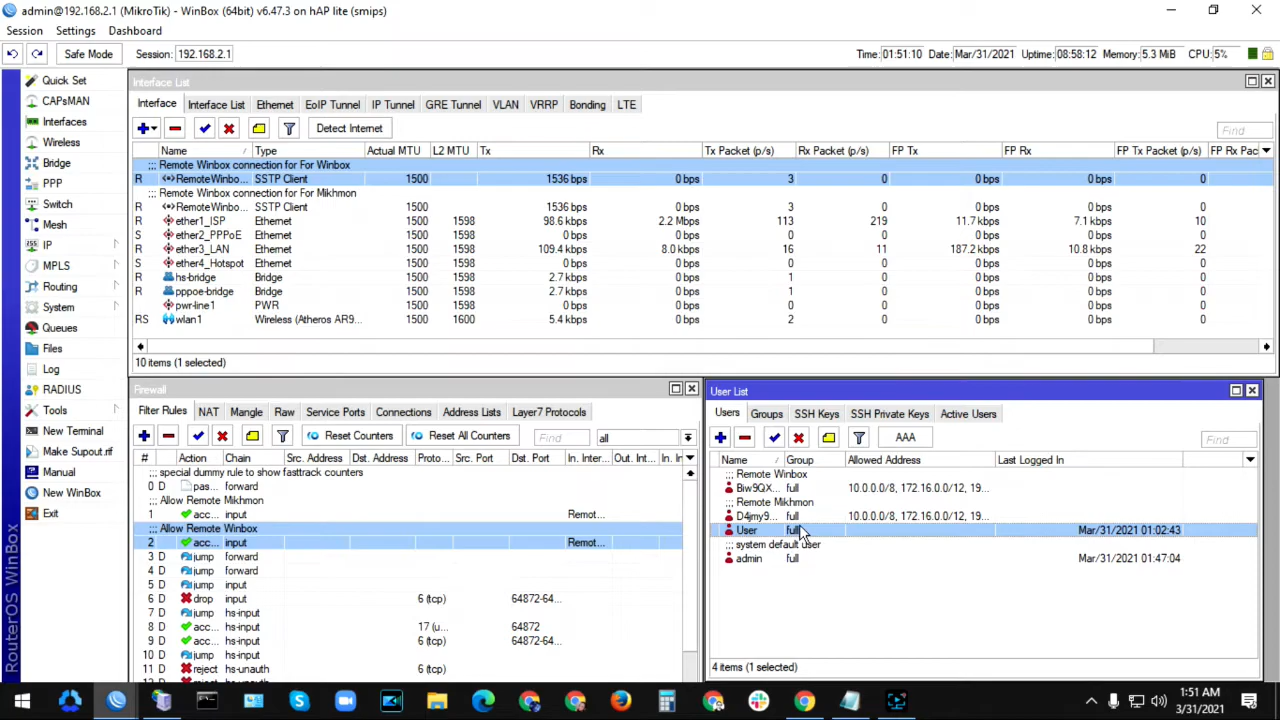 admin@192.168.2.1 (MikroTik) - WinBox (64bit) v6.47.3 on hAP lite (smips)
Session Settings Dashboard
Safe Mode Session: 192.168.2.1 Time: 01:51:10 Date: Mar/31/2021 Uptime: 08:58:12 Memory: 5.3 MiB CPU: 5%
Quick Set
CAPsMAN
Interfaces
Wireless
Bridge
PPP
Switch
Mesh
IP
MPLS
Routing
System
Queues
Files
Log
RADIUS
Tools
New Terminal
Make Supout.rif
Manual
New WinBox
Exit
RouterOS WinBox
Interface List
Interface Interface List Ethernet EoIP Tunnel IP Tunnel GRE Tunnel VLAN VRRP Bonding LTE
Detect Internet Find
Name Type Actual MTU L2 MTU Tx Rx Tx Packet (p/s) Rx Packet (p/s) FP Tx FP Rx FP Tx Packet (p/s) FP Rx Pac
;;; Remote Winbox connection for For Winbox
R RemoteWinbo... SSTP Client 1500 1536 bps 0 bps 3 0 0 bps 0 bps 0
;;; Remote Winbox connection for For Mikhmon
R RemoteWinbo... SSTP Client 1500 1536 bps 0 bps 3 0 0 bps 0 bps 0
R ether1_ISP Ethernet 1500 1598 98.6 kbps 2.2 Mbps 113 219 11.7 kbps 7.1 kbps 10
S ether2_PPPoE Ethernet 1500 1598 0 bps 0 bps 0 0 0 bps 0 bps 0
R ether3_LAN Ethernet 1500 1598 109.4 kbps 8.0 kbps 16 11 187.2 kbps 10.8 kbps 22
S ether4_Hotspot Ethernet 1500 1598 0 bps 0 bps 0 0 0 bps 0 bps 0
R hs-bridge Bridge 1500 1598 2.7 kbps 0 bps 1 0 0 bps 0 bps 0
R pppoe-bridge Bridge 1500 1598 2.7 kbps 0 bps 1 0 0 bps 0 bps 0
pwr-line1 PWR 1500 1598 0 bps 0 bps 0 0 0 bps 0 bps 0
RS wlan1 Wireless (Atheros AR9... 1500 1600 5.4 kbps 0 bps 2 0 0 bps 0 bps 0
10 items (1 selected)
Firewall
Filter Rules NAT Mangle Raw Service Ports Connections Address Lists Layer7 Protocols
Reset Counters Reset All Counters Find all
# Action Chain Src. Address Dst. Address Proto... Src. Port Dst. Port In. Inter... Out. Int... In. In
;;; special dummy rule to show fasttrack counters
0 D pas... forward
;;; Allow Remote Mikhmon
1 acc... input Remot...
;;; Allow Remote Winbox
2 acc... input Remot...
3 D jump forward
4 D jump forward
5 D jump input
6 D drop input 6 (tcp) 64872-64...
7 D jump hs-input
8 D acc... hs-input 17 (u... 64872
9 D acc... hs-input 6 (tcp) 64872-64...
10 D jump hs-input
11 D reject hs-unauth 6 (tcp)
User List
Users Groups SSH Keys SSH Private Keys Active Users
AAA Find
Name Group Allowed Address Last Logged In
;;; Remote Winbox
Biw9QX... full 10.0.0.0/8, 172.16.0.0/12, 19...
;;; Remote Mikhmon
D4jmy9... full 10.0.0.0/8, 172.16.0.0/12, 19...
User full Mar/31/2021 01:02:43
;;; system default user
admin full Mar/31/2021 01:47:04
4 items (1 selected)
1:51 AM
3/31/2021